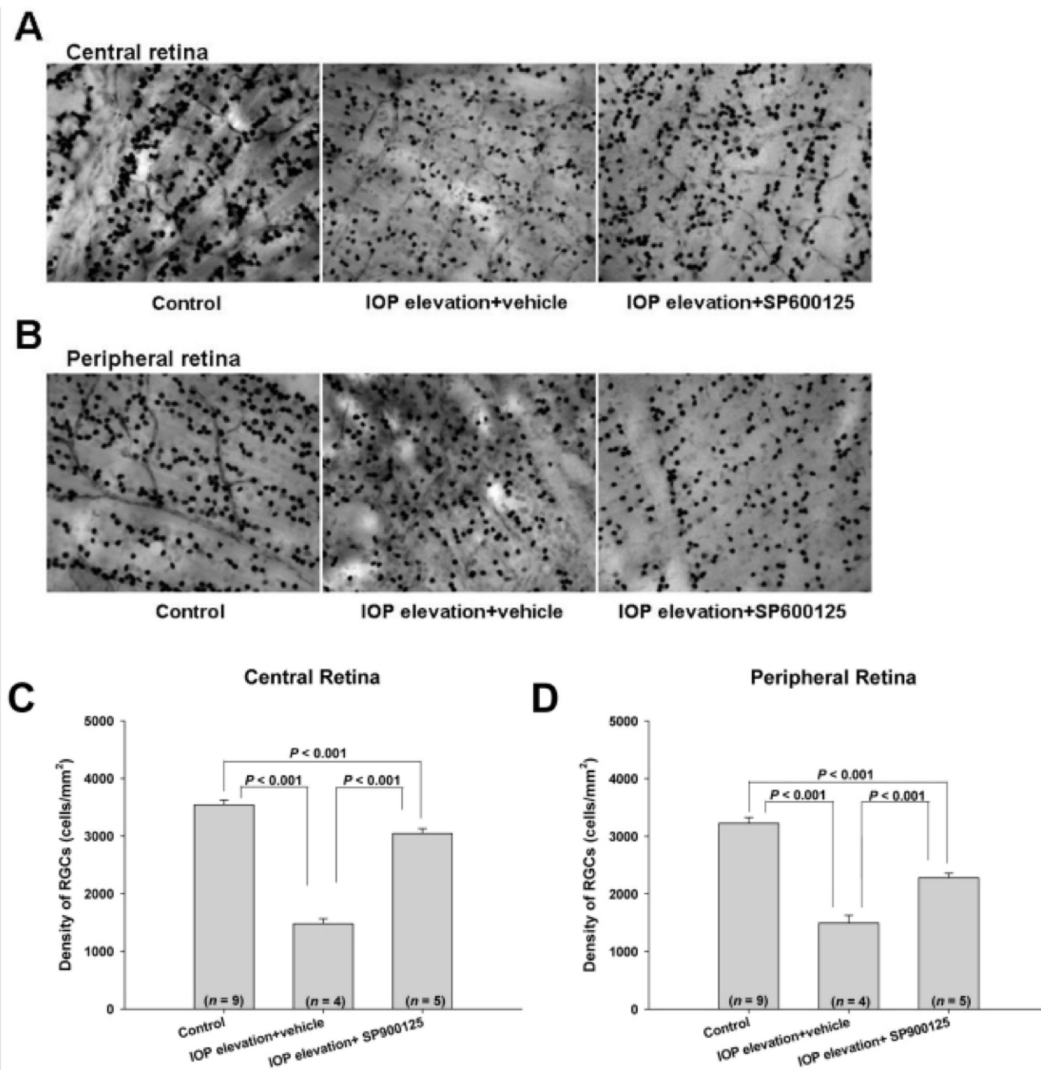 A
Central retina
Control
IOP elevation+vehicle
IOP elevation+SP600125
B
Peripheral retina
Control
IOP elevation+vehicle
IOP elevation+SP600125
C
Central Retina
Density of RGCs (cells/mm²)
5000
4000
3000
2000
1000
0
P < 0.001
P < 0.001
P < 0.001
(n = 9)
(n = 4)
(n = 5)
Control
IOP elevation+vehicle
IOP elevation+ SP900125
D
Peripheral Retina
Density of RGCs (cells/mm²)
5000
4000
3000
2000
1000
0
P < 0.001
P < 0.001
P < 0.001
(n = 9)
(n = 4)
(n = 5)
Control
IOP elevation+vehicle
IOP elevation+ SP900125